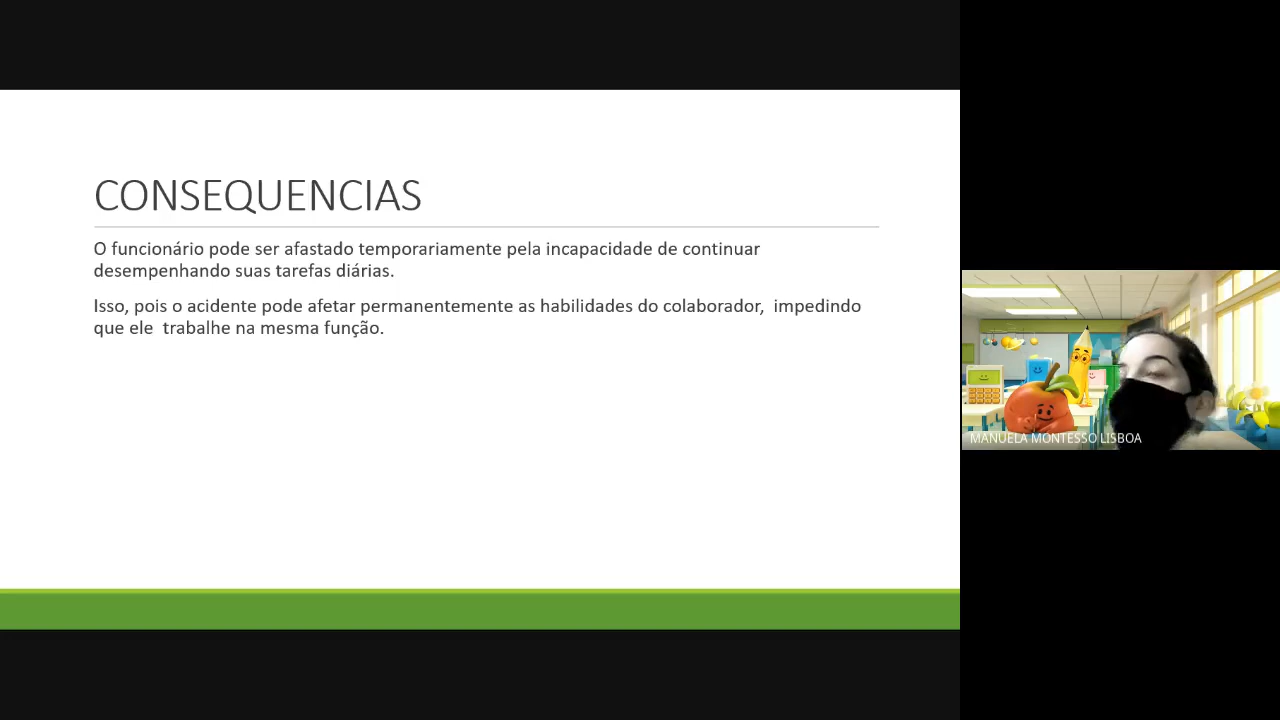 CONSEQUENCIAS
O funcionário pode ser afastado temporariamente pela incapacidade de continuar
desempenhando suas tarefas diárias.
Isso, pois o acidente pode afetar permanentemente as habilidades do colaborador,  impedindo
que ele  trabalhe na mesma função.
MANUELA MONTESSO LISBOA